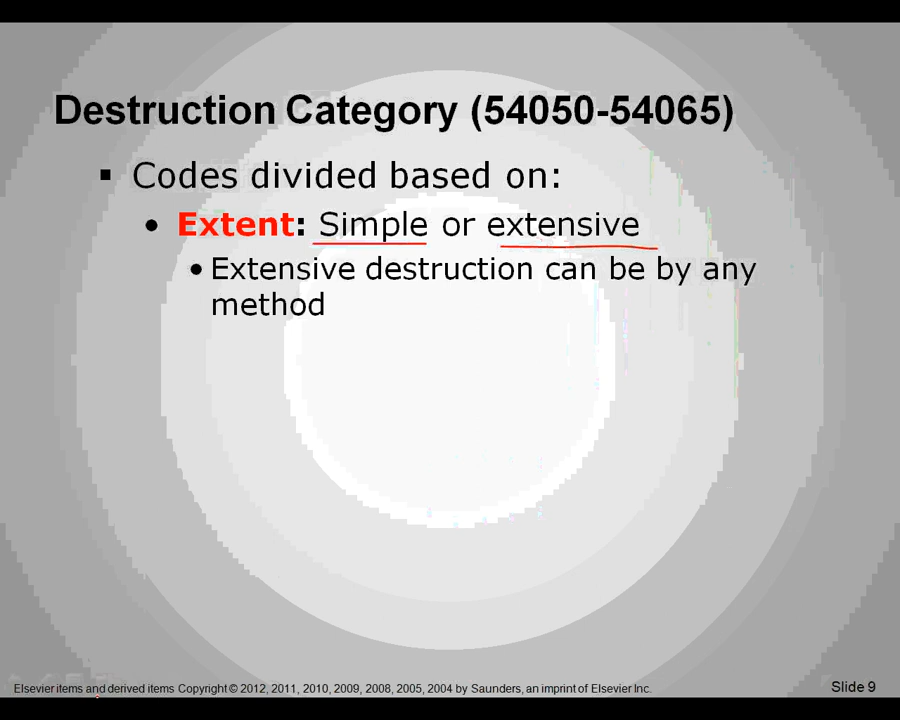 Destruction Category (54050-54065)
▪ Codes divided based on:
• Extent: Simple or extensive
• Extensive destruction can be by any
method
Elsevier items and derived items Copyright © 2012, 2011, 2010, 2009, 2008, 2005, 2004 by Saunders, an imprint of Elsevier Inc.
Slide 9